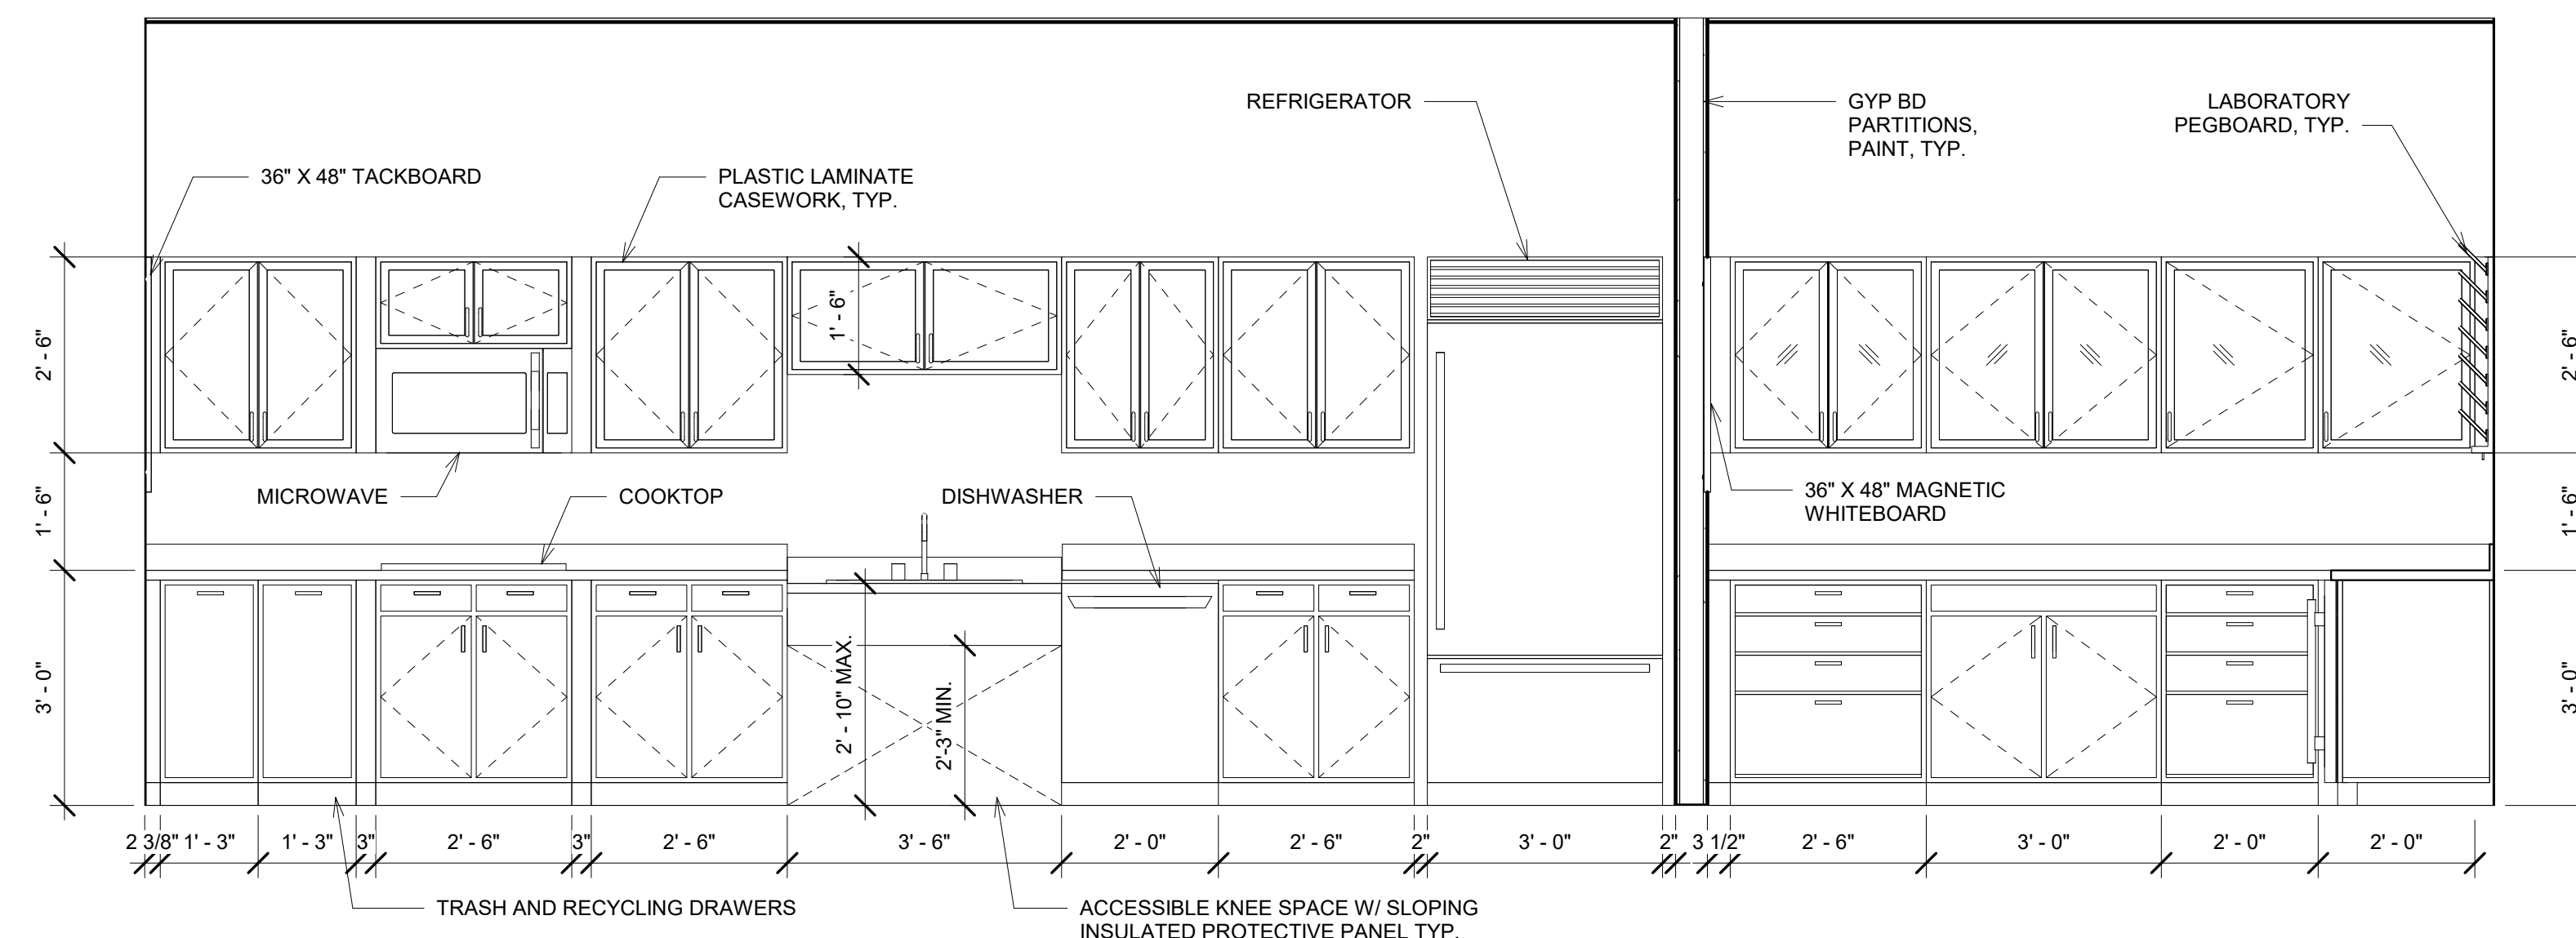 REFRIGERATOR
GYP BD
PARTITIONS,
PAINT, TYP.
LABORATORY
PEGBOARD, TYP.
36" X 48" TACKBOARD
PLASTIC LAMINATE
CASEWORK, TYP.
2' - 6"
1' - 6"
2' - 6"
MICROWAVE
COOKTOP
DISHWASHER
36" X 48" MAGNETIC
WHITEBOARD
1' - 6"
1' - 6"
3' - 0"
2' - 10" MAX.
2'-3" MIN.
3' - 0"
2 3/8" 1' - 3" 1' - 3" 3" 2' - 6" 3" 2' - 6" 3' - 6" 2' - 0" 2' - 6" 2" 3' - 0" 2" 3 1/2" 2' - 6" 3' - 0" 2' - 0" 2' - 0"
TRASH AND RECYCLING DRAWERS
ACCESSIBLE KNEE SPACE W/ SLOPING
INSULATED PROTECTIVE PANEL TYP.